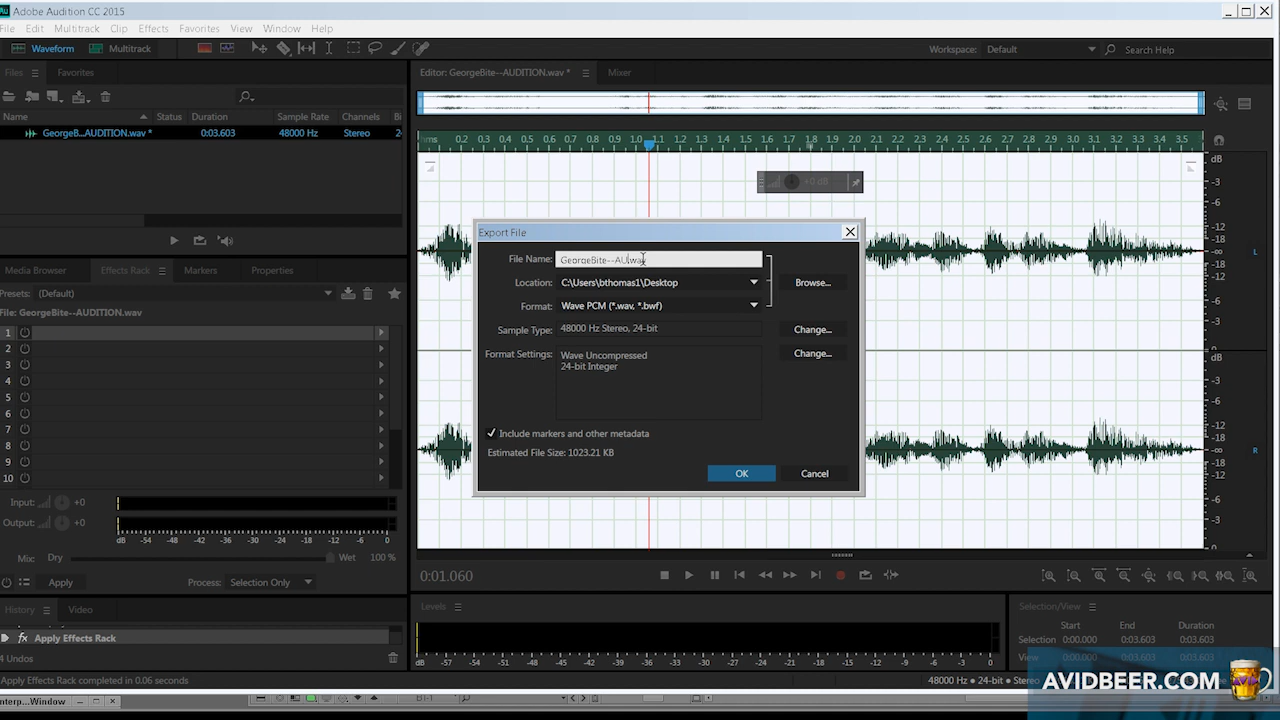 Au Adobe Audition CC 2015
File Edit Multitrack Clip Effects Favorites View Window Help
Waveform Multitrack Workspace: Default Search Help
Files Favorites
Name Status Duration Sample Rate Channels Bi
GeorgeB...AUDITION.wav * 0:03.603 48000 Hz Stereo 2
Editor: GeorgeBite--AUDITION.wav * Mixer
hms 0.2 0.3 0.4 0.5 0.6 0.7 0.8 0.9 1.0 1.1 1.2 1.3 1.4 1.5 1.6 1.7 1.8 1.9 2.0 2.1 2.2 2.3 2.4 2.5 2.6 2.7 2.8 2.9 3.0 3.1 3.2 3.3 3.4 3.5
+0 dB
dB
-3
-6
-12
-18
-∞
-18
-12
-6
-3
L
dB
-3
-6
-12
-18
-∞
-18
-12
-6
-3
R
Media Browser Effects Rack Markers Properties
Presets: (Default)
File: GeorgeBite--AUDITION.wav
1
2
3
4
5
6
7
8
9
10
Input: +0
Output: +0
dB -54 -48 -42 -36 -30 -24 -18 -12 -6 0
Mix: Dry Wet 100 %
Apply Process: Selection Only
History Video
fx Apply Effects Rack
4 Undos
Apply Effects Rack completed in 0.06 seconds
Export File
File Name: GeorgeBite--AU.wav
Location: C:\Users\bthomas1\Desktop
Format: Wave PCM (*.wav, *.bwf)
Sample Type: 48000 Hz Stereo, 24-bit
Format Settings: Wave Uncompressed
24-bit Integer
Browse...
Change...
Change...
Include markers and other metadata
Estimated File Size: 1023.21 KB
OK Cancel
0:01.060
Levels
dB -57 -54 -51 -48 -45 -42 -39 -36 -33 -30 -27 -24 -21 -18 -15 -12 -9 -6 -3 0
Selection/View
Start End Duration
Selection 0:00.000 0:03.603 0:03.603
View 0:00.000
48000 Hz ● 24-bit ● Stereo
AVIDBEER.COM
AVID
nterp...Window